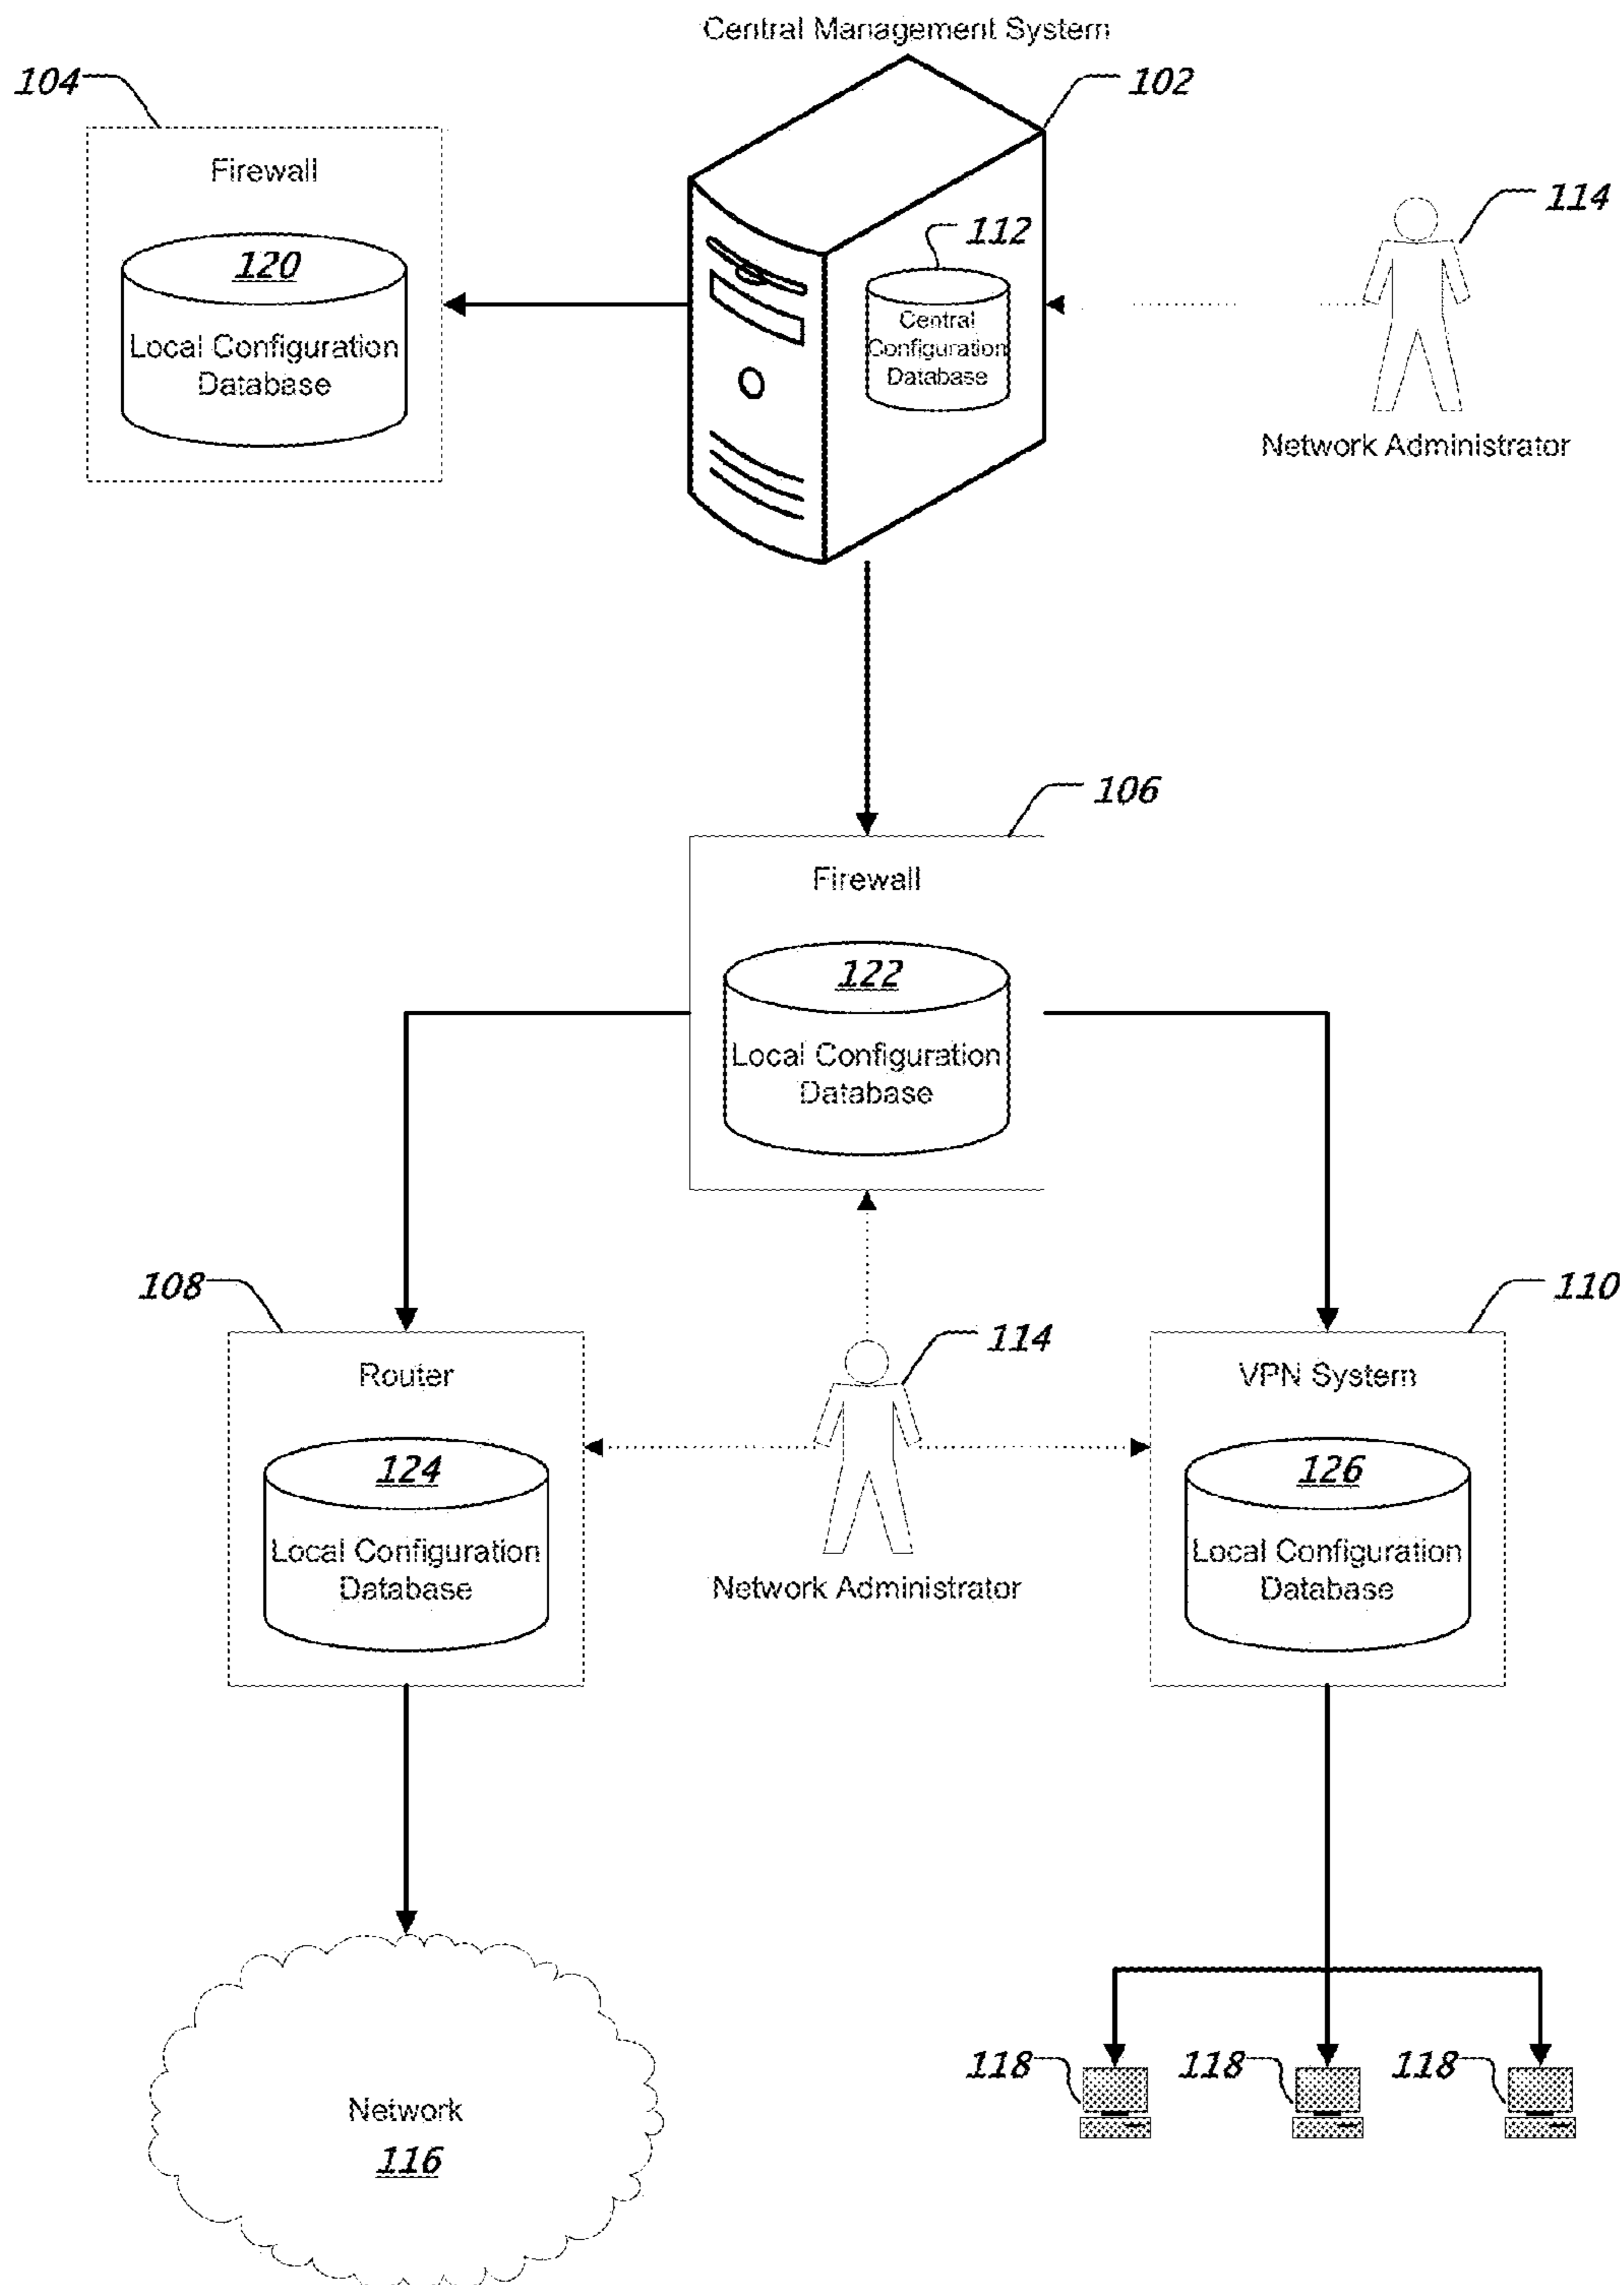 Central Management System
104
102
Firewall
114
112
120
Central
Configuration
Database
Local Configuration
Database
Network Administrator
106
Firewall
122
Local Configuration
Database
108
110
114
Router
VPN System
124
126
Local Configuration
Database
Local Configuration
Database
Network Administrator
118
118
118
Network
116